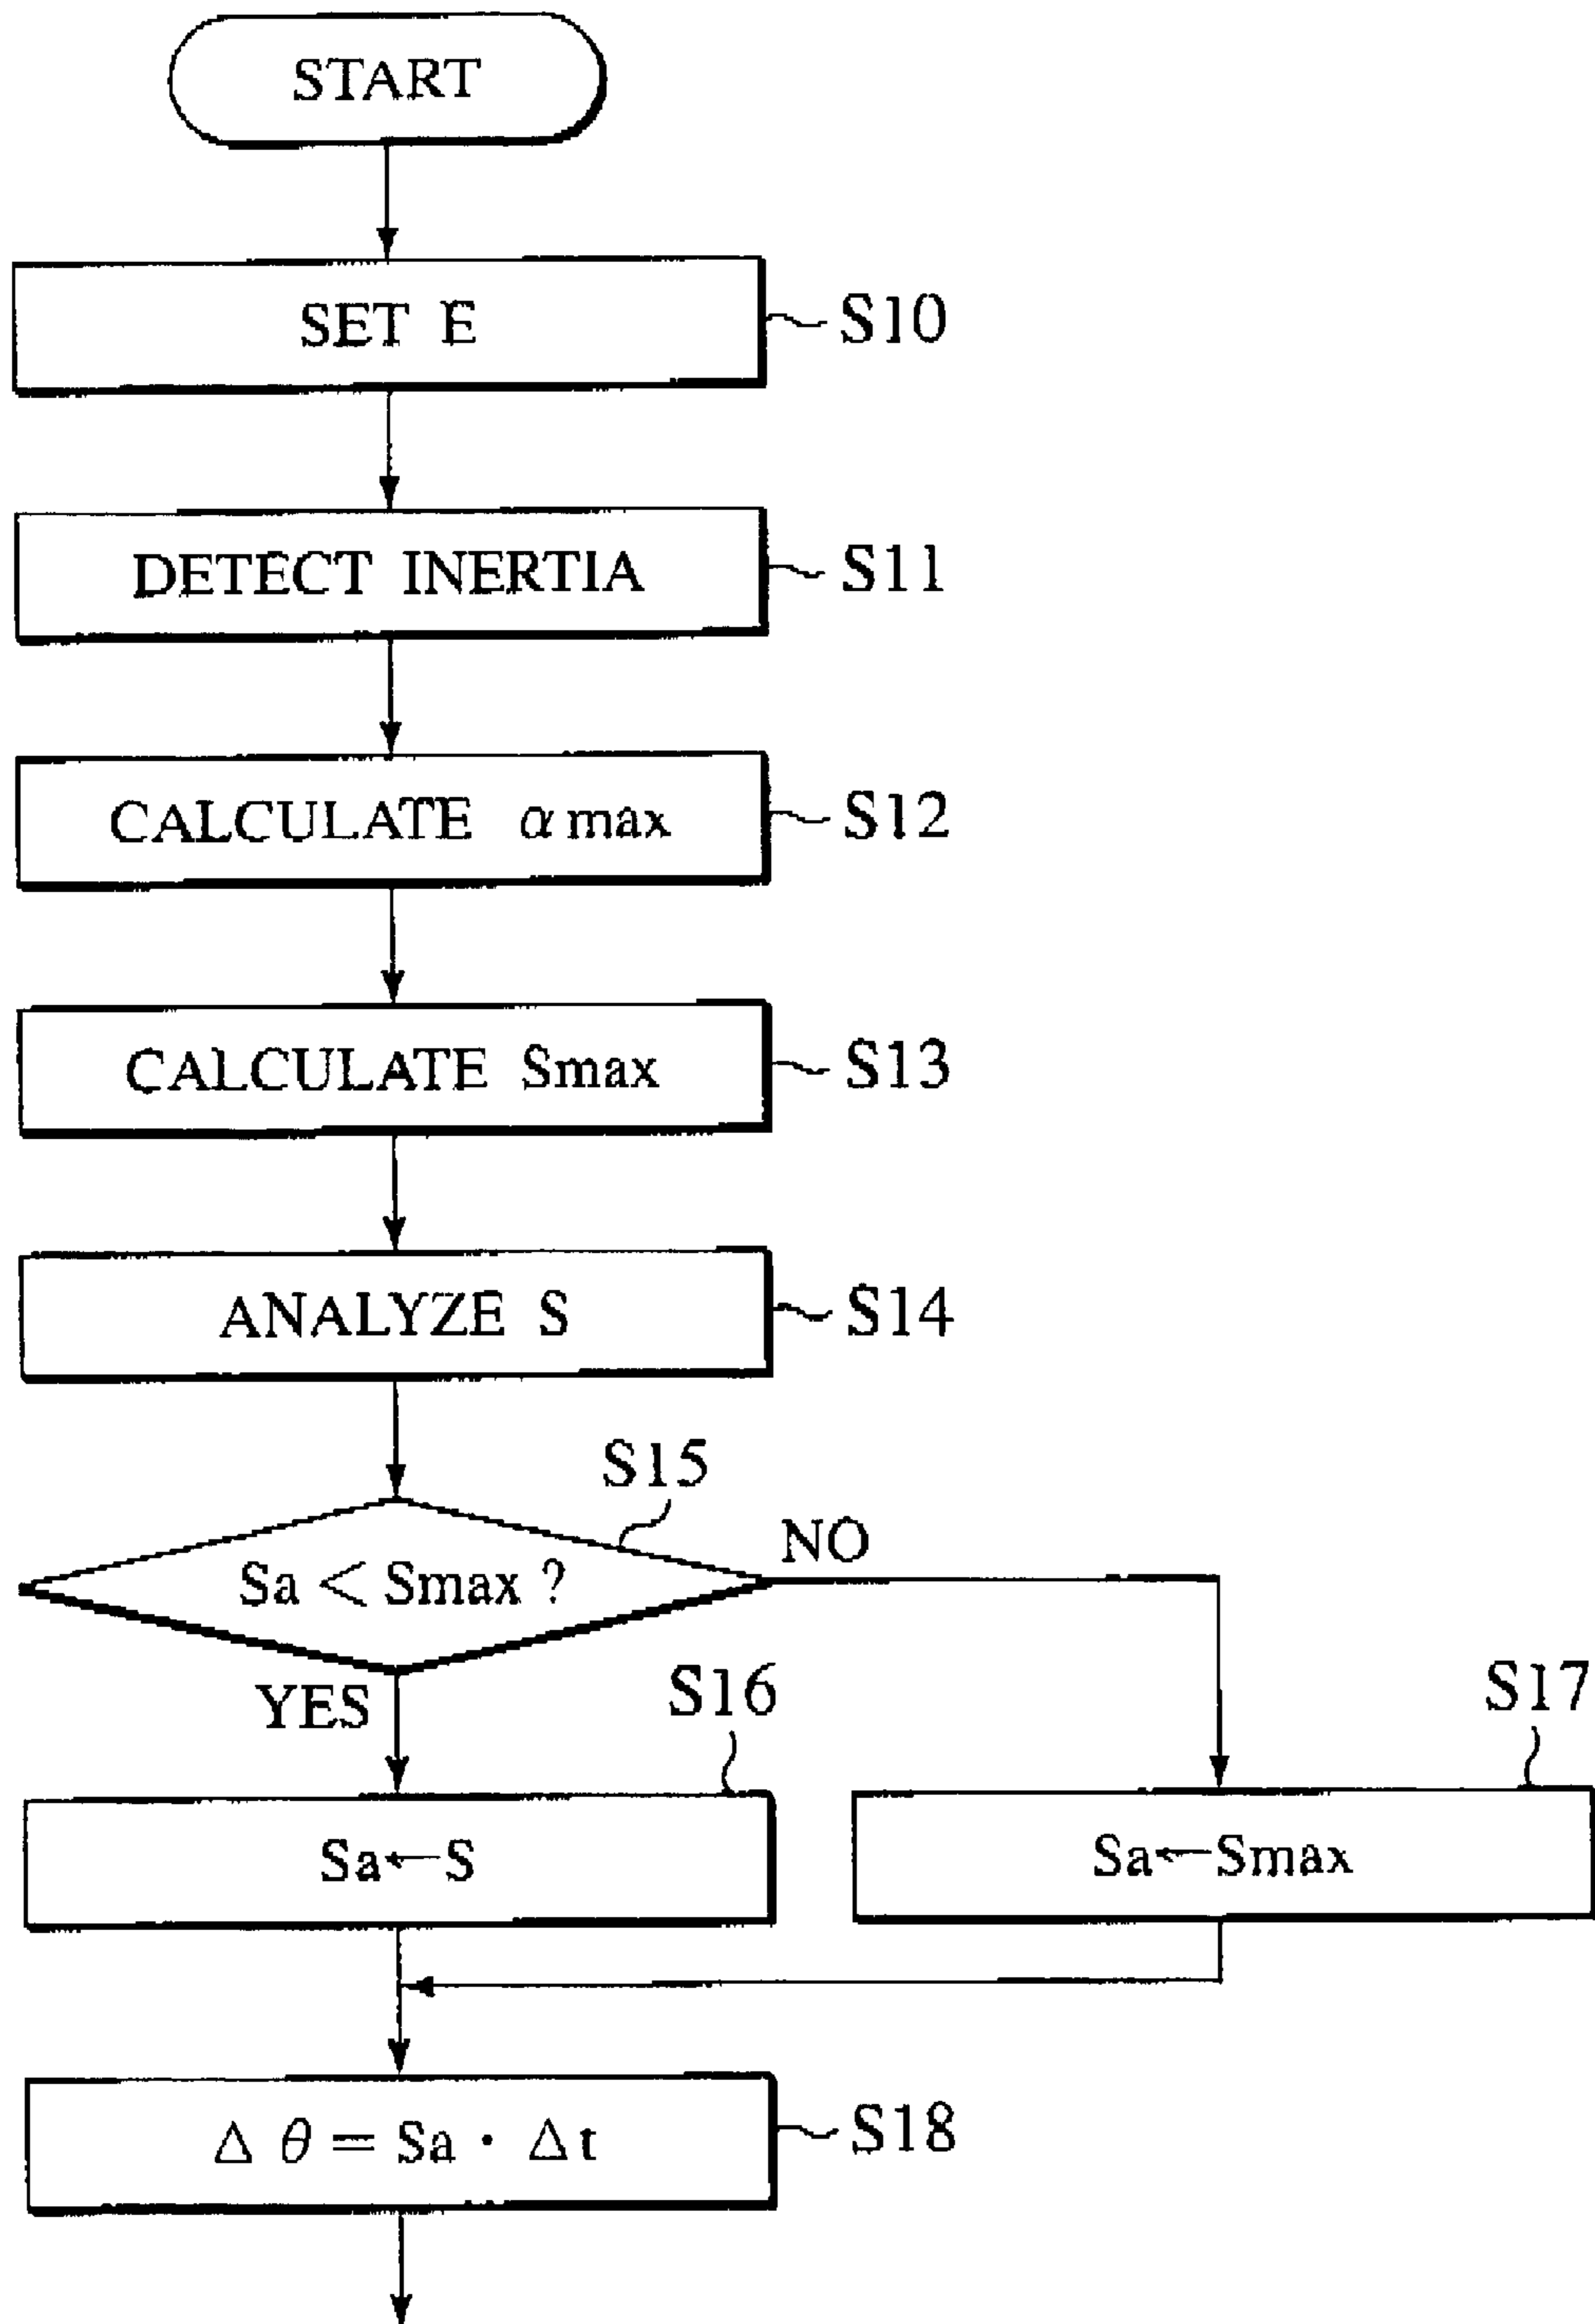 START
SET E
S10
DETECT INERTIA
S11
CALCULATE α max
S12
CALCULATE Smax
S13
ANALYZE S
S14
S15
Sa < Smax ?
NO
YES
S16
S17
Sa←S
Sa←Smax
Δ θ = Sa · Δt
S18